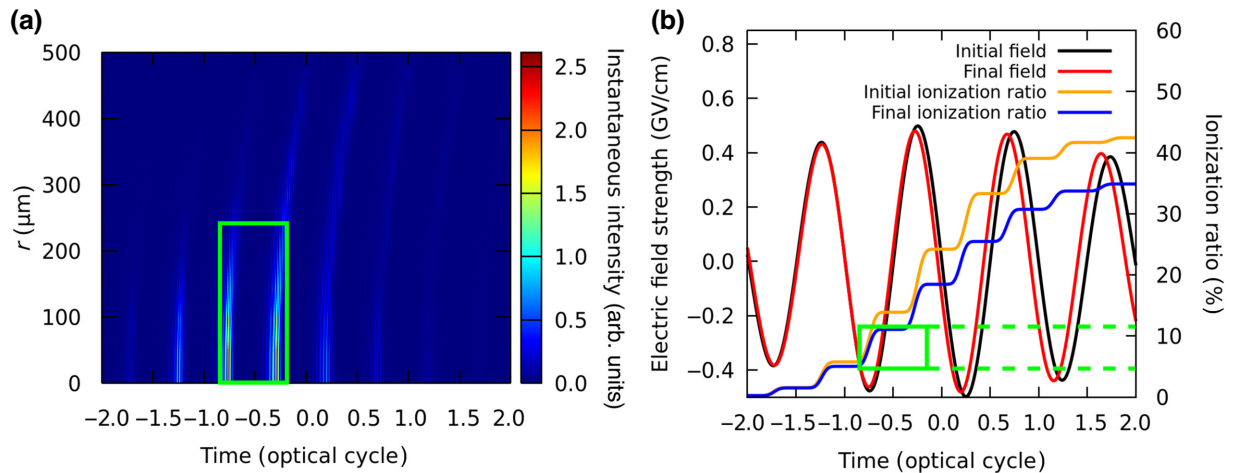 (a)
500
400
300
200
100
0
r (µm)
−2.0 −1.5 −1.0 −0.5 0.0 0.5 1.0 1.5 2.0
Time (optical cycle)
2.5
2.0
1.5
1.0
0.5
0.0
Instantaneous intensity (arb. units)
(b)
0.8
0.6
0.4
0.2
0.0
−0.2
−0.4
Electric field strength (GV/cm)
Initial field
Final field
Initial ionization ratio
Final ionization ratio
60
50
40
30
20
10
0
Ionization ratio (%)
−2.0 −1.5 −1.0 −0.5 0.0 0.5 1.0 1.5 2.0
Time (optical cycle)